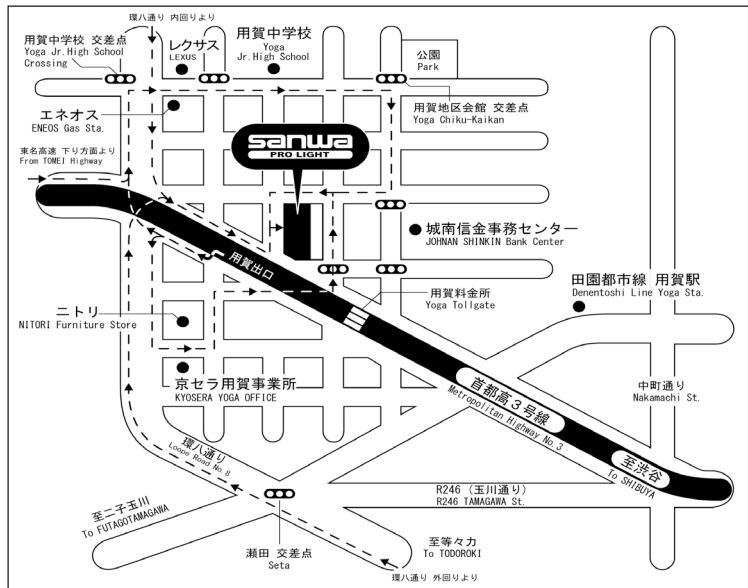 環八通り 内回りより
用賀中学校 交差点
Yoga Jr.High School
Crossing
レクサス
LEXUS
用賀中学校
Yoga
Jr.High School
公園
Park
エネオス
ENEOS Gas Sta.
用賀地区会館 交差点
Yoga Chiku-Kaikan
sanwa
PRO LIGHT
東名高速 下り方面より
From TOMEI Highway
城南信金事務センター
JOHNAN SHINKIN Bank Center
用賀出口
田園都市線 用賀駅
Denentoshi Line Yoga Sta.
用賀料金所
Yoga Tollgate
ニトリ
NITORI Furniture Store
京セラ用賀事業所
KYOSERA YOGA OFFICE
首都高3号線
Metropolitan Highway No.3
中町通り
Nakamachi St.
環八通り
Loope Road No.8
至渋谷
To SHIBUYA
R246 (玉川通り)
R246 TAMAGAWA St.
至二子玉川
To FUTAGOTAMAGAWA
瀬田 交差点
Seta
至等々力
To TODOROKI
環八通り 外回りより